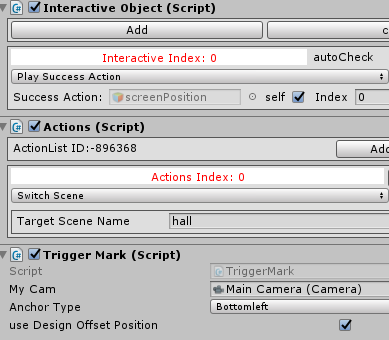 Interactive Object (Script)
Add
Interactive Index: 0 autoCheck
Play Success Action
Success Action: screenPosition self Index 0
Actions (Script)
ActionList ID:-896368 Add
Actions Index: 0
Switch Scene
Target Scene Name hall
Trigger Mark (Script)
Script TriggerMark
My Cam Main Camera (Camera)
Anchor Type Bottomleft
use Design Offset Position